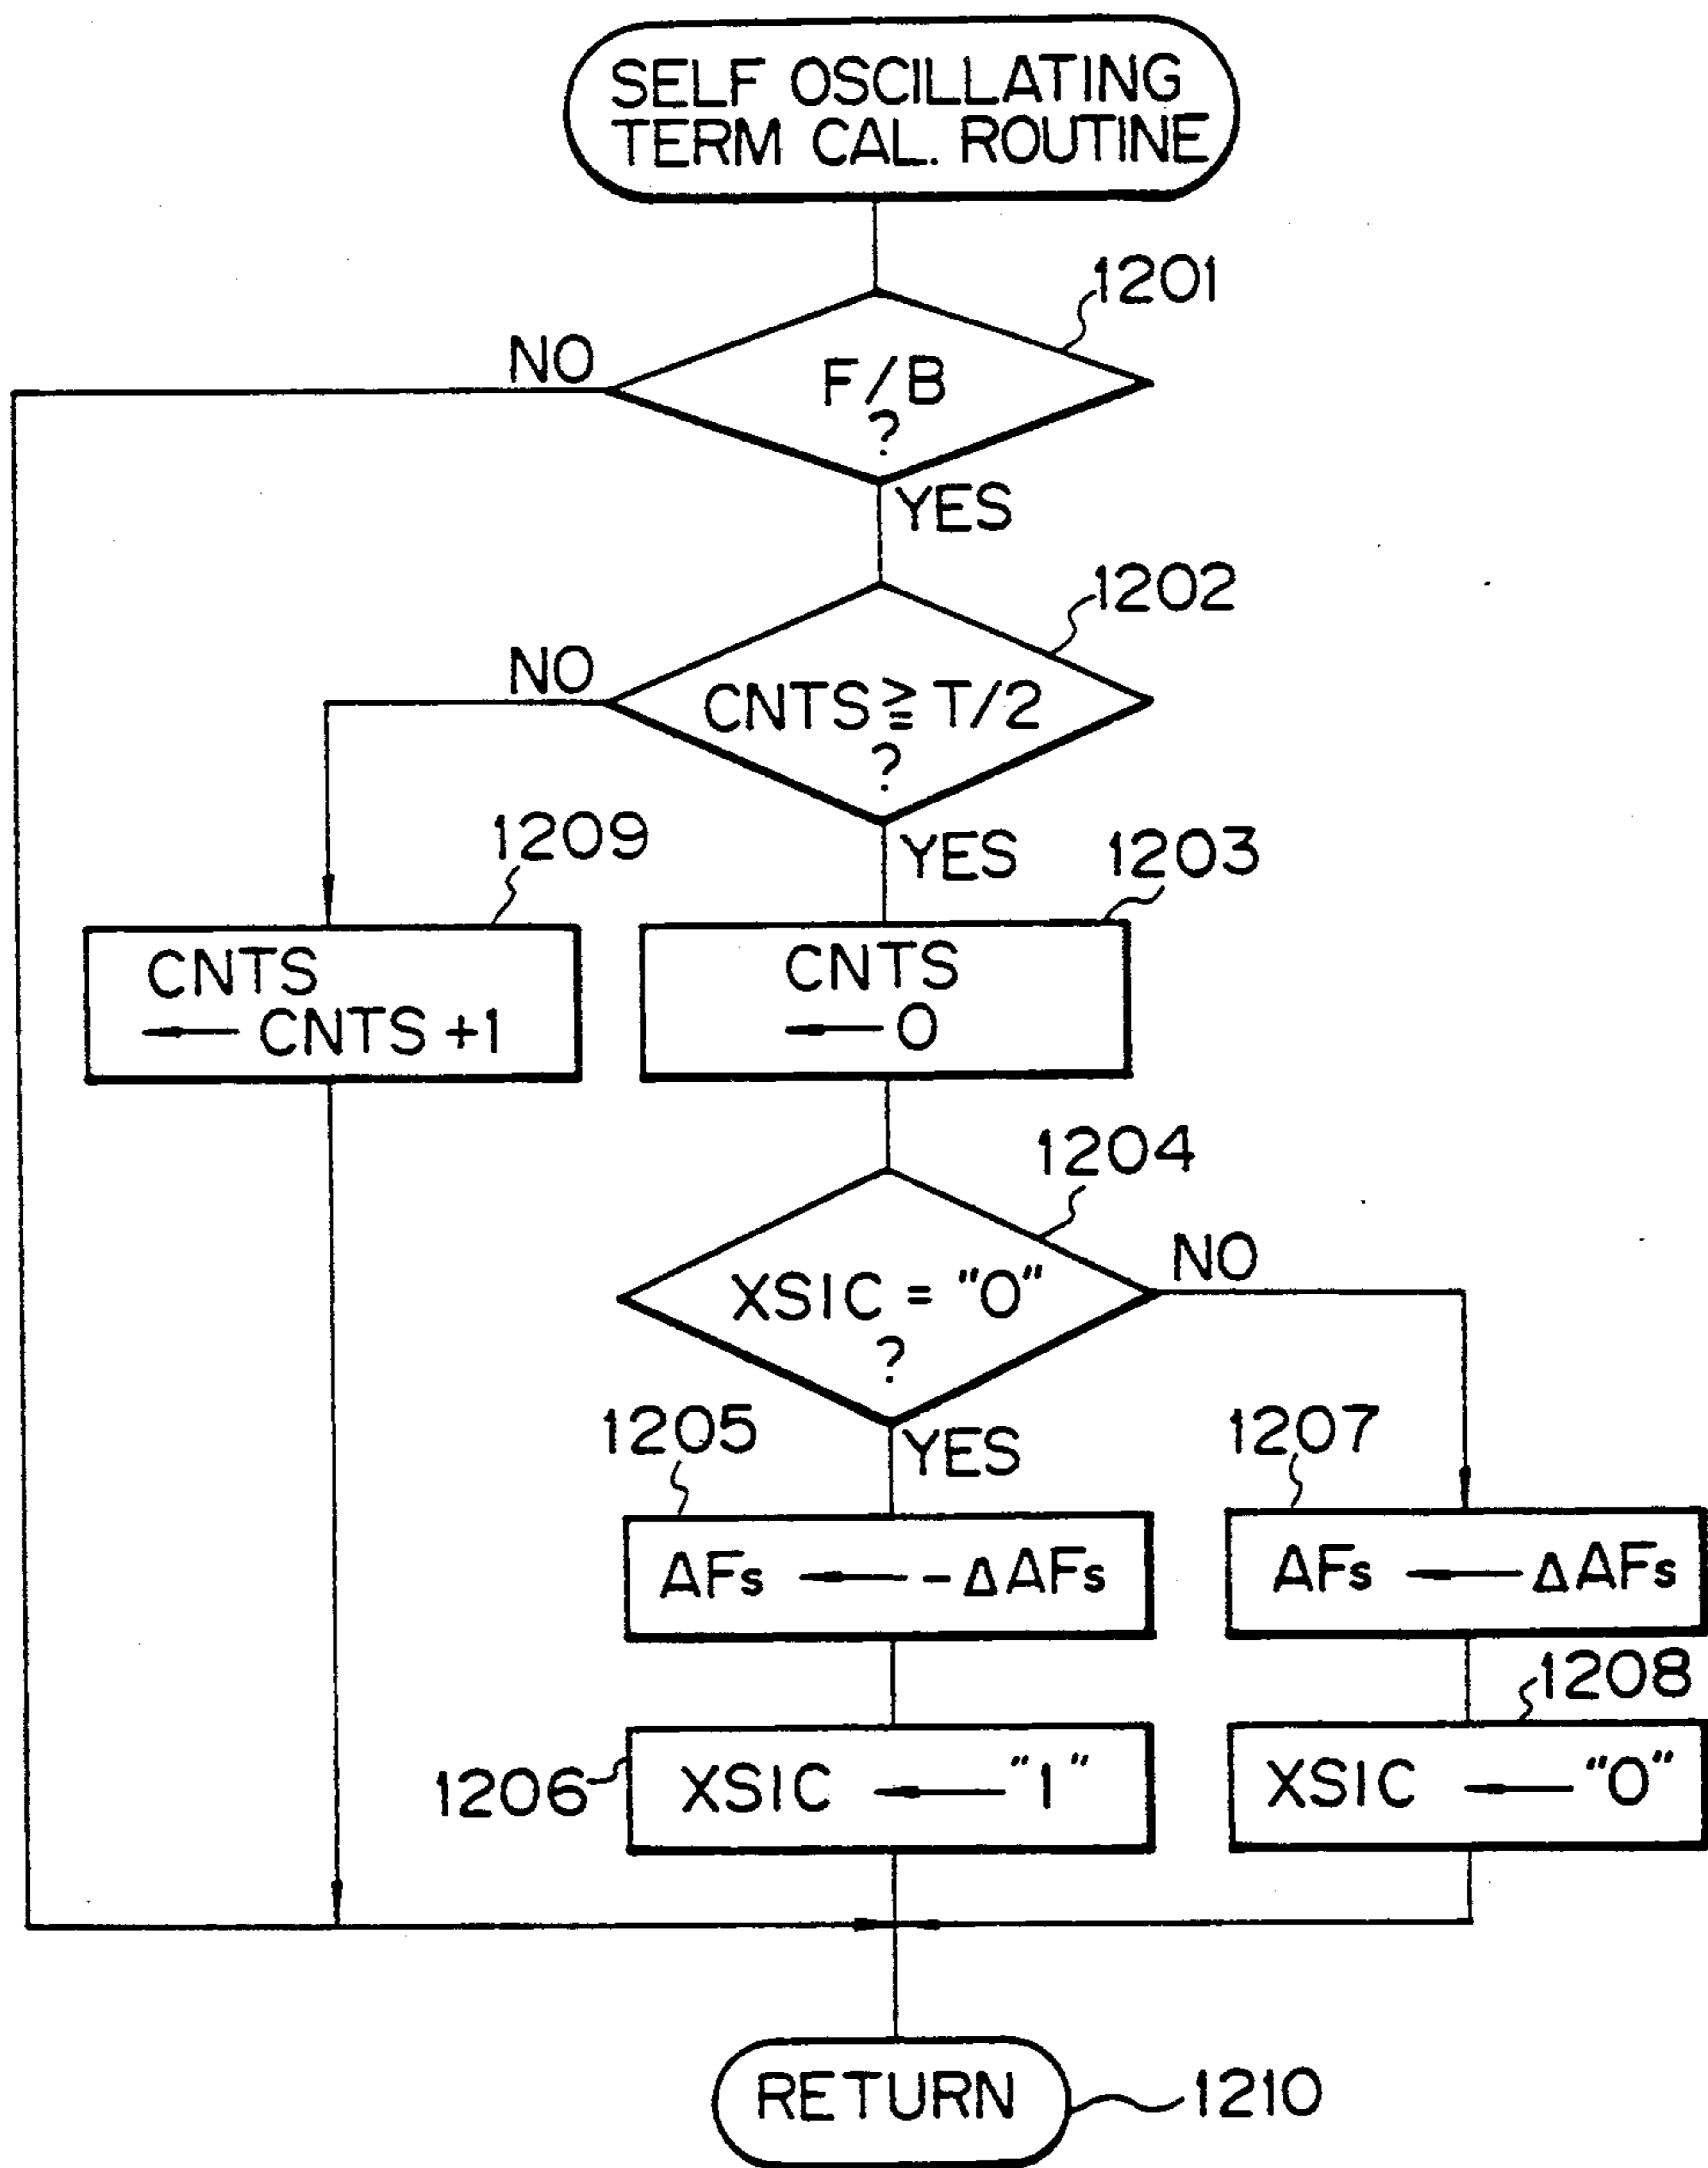 SELF OSCILLATING
TERM CAL. ROUTINE
1201
NO
F/B
?
YES
1202
NO
CNTS ≧ T/2
?
YES
1209
1203
CNTS
← CNTS +1
CNTS
← 0
1204
XSIC = "0"
?
NO
YES
1205
1207
AFs ← -ΔAFs
AFs ← ΔAFs
1206
XSIC ← "1"
1208
XSIC ← "0"
RETURN
1210